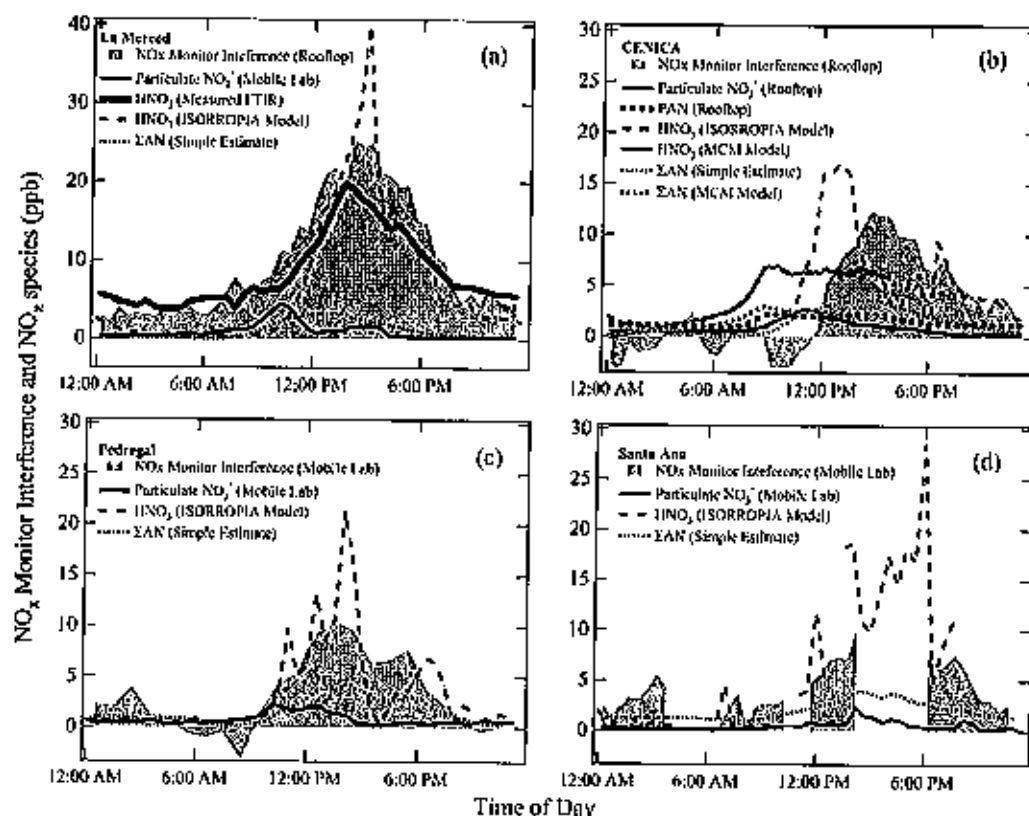 NOx Monitor Interference and NOz species (ppb)
40
30
20
10
0
La Merced
(a)
NOx Monitor Interference (Rooftop)
Particulate NO3- (Mobile Lab)
HNO3 (Measured FTIR)
HNO3 (ISORROPIA Model)
ΣAN (Simple Estimate)
12:00 AM 6:00 AM 12:00 PM 6:00 PM
30
25
20
15
10
5
0
CENICA
(b)
NOx Monitor Interference (Rooftop)
Particulate NO3- (Rooftop)
PAN (Rooftop)
HNO3 (ISORROPIA Model)
HNO3 (MCM Model)
ΣAN (Simple Estimate)
ΣAN (MCM Model)
12:00 AM 6:00 AM 12:00 PM 6:00 PM
30
25
20
15
10
5
0
Pedregal
(c)
NOx Monitor Interference (Mobile Lab)
Particulate NO3- (Mobile Lab)
HNO3 (ISORROPIA Model)
ΣAN (Simple Estimate)
12:00 AM 6:00 AM 12:00 PM 6:00 PM
30
25
20
15
10
5
0
Santa Ana
(d)
NOx Monitor Interference (Mobile Lab)
Particulate NO3- (Mobile Lab)
HNO3 (ISORROPIA Model)
ΣAN (Simple Estimate)
12:00 AM 6:00 AM 12:00 PM 6:00 PM
Time of Day